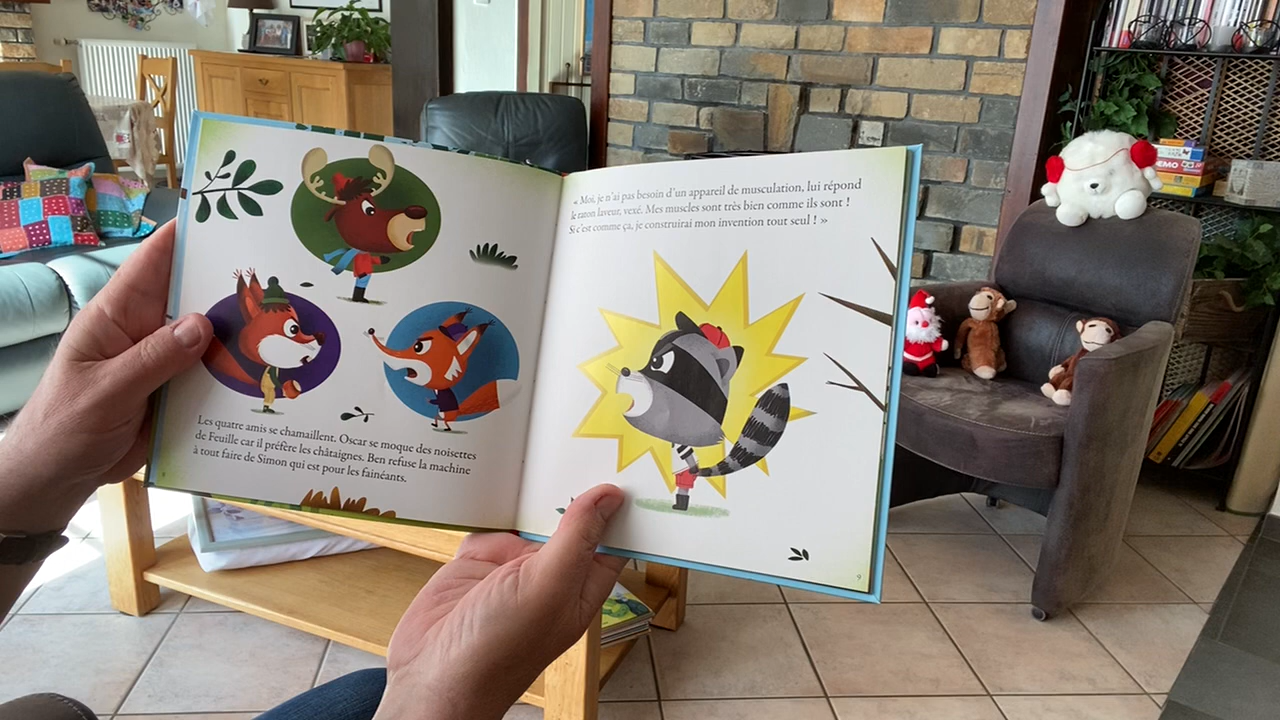 Les quatre amis se chamaillent. Oscar se moque des noisettes
de Feuille car il préfère les châtaignes. Ben refuse la machine
à tout faire de Simon qui est pour les fainéants.
« Moi, je n'ai pas besoin d'un appareil de musculation, lui répond
le raton laveur, vexé. Mes muscles sont très bien comme ils sont !
Si c'est comme ça, je construirai mon invention tout seul ! »
9